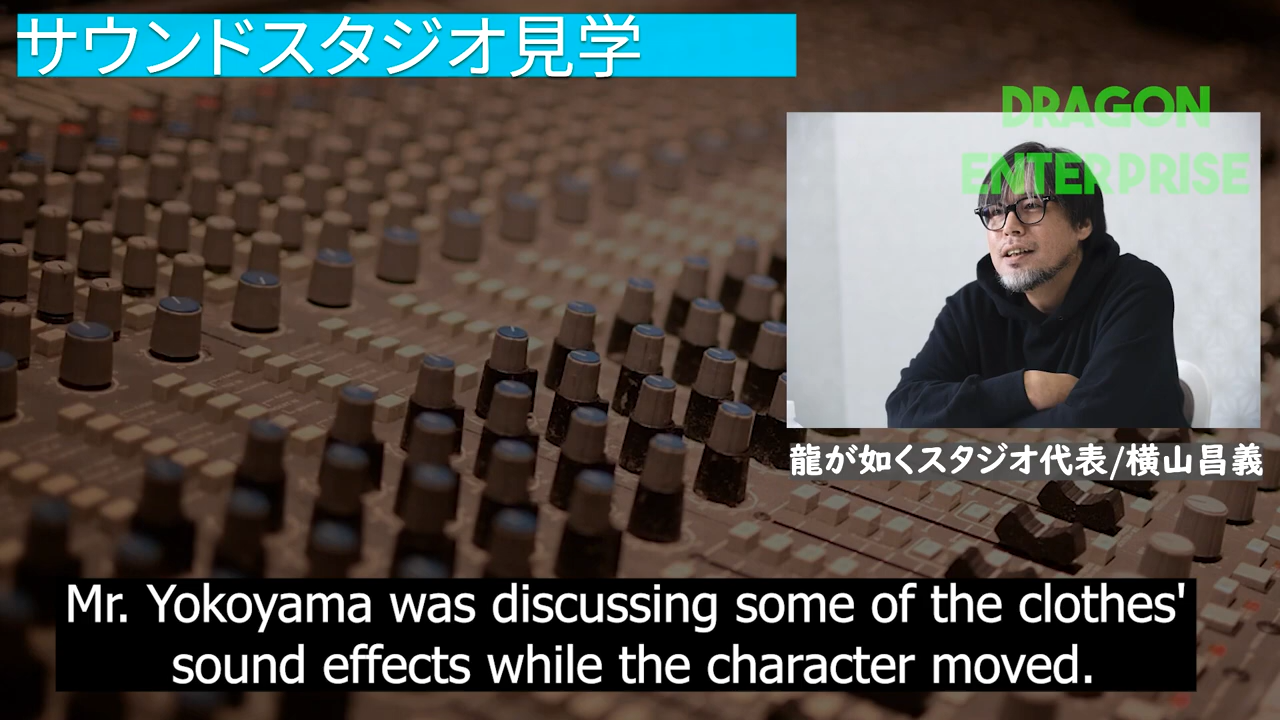 サウンドスタジオ見学
DRAGON
ENTERPRISE
龍が如くスタジオ代表/横山昌義
Mr. Yokoyama was discussing some of the clothes'
sound effects while the character moved.